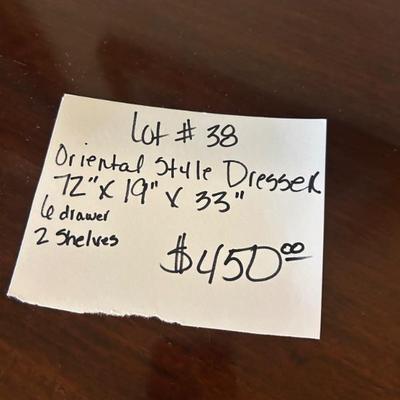 Lot # 38
Oriental Style Dresser
72" x 19" x 33"
6 drawer
2 Shelves
$450.00